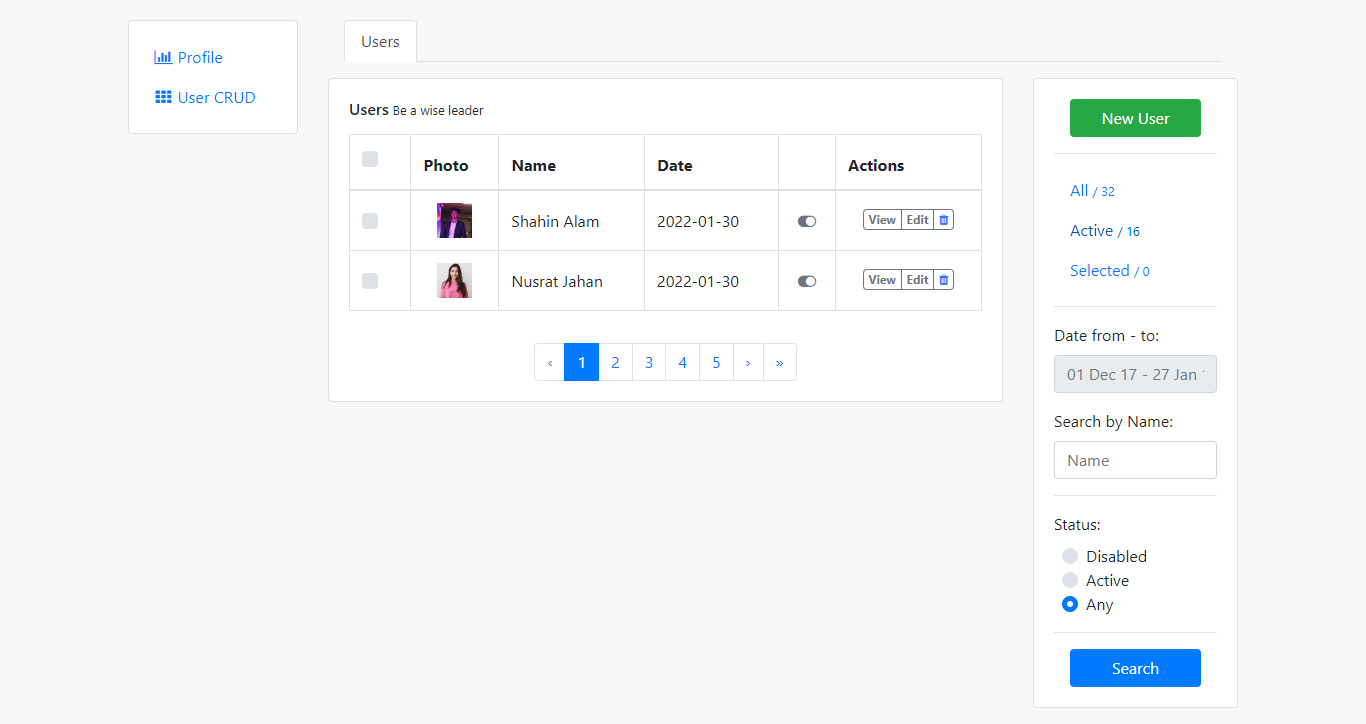 Profile
User CRUD
Users
Users Be a wise leader
Photo Name Date Actions
Shahin Alam 2022-01-30 View Edit
Nusrat Jahan 2022-01-30 View Edit
‹ 1 2 3 4 5 › »
New User
All / 32
Active / 16
Selected / 0
Date from - to:
01 Dec 17 - 27 Jan
Search by Name:
Name
Status:
Disabled
Active
Any
Search